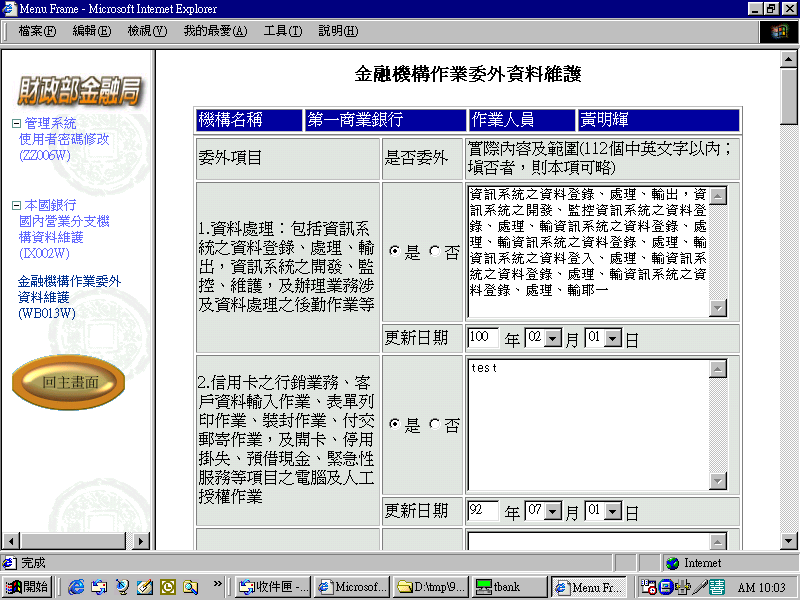 Menu Frame - Microsoft Internet Explorer
檔案(F) 編輯(E) 檢視(V) 我的最愛(A) 工具(T) 說明(H)
財政部金融局
管理系統
使用者密碼修改
(ZZ006W)
本國銀行
國內營業分支機
構資料維護
(IX002W)
金融機構作業委外
資料維護
(WB013W)
回主畫面
金融機構作業委外資料維護
機構名稱 第一商業銀行 作業人員 黃明輝
委外項目 是否委外
實際內容及範圍(112個中英文字以內；
填否者，則本項可略)
1.資料處理：包括資訊系
統之資料登錄、處理、輸
出，資訊系統之開發、監
控、維護，及辦理業務涉
及資料處理之後勤作業等
是 否
資訊系統之資料登錄、處理、輸出，資
訊系統之開發、監控資訊系統之資料登
錄、處理、輸資訊系統之資料登錄、處
理、輸資訊系統之資料登錄、處理、輸
資訊系統之資料登入、處理、輸資訊系
統之資料登錄、處理、輸資訊系統之資
料登錄、處理、輸耶一
更新日期 100 年 02 月 01 日
2.信用卡之行銷業務、客
戶資料輸入作業、表單列
印作業、裝封作業、付交
郵寄作業，及開卡、停用
掛失、預借現金、緊急性
服務等項目之電腦及人工
授權作業
是 否
test
更新日期 92 年 07 月 01 日
完成 Internet
開始 收件匣 -... Microsof... D:\tmp\9... tbank Menu Fr... AM 10:03